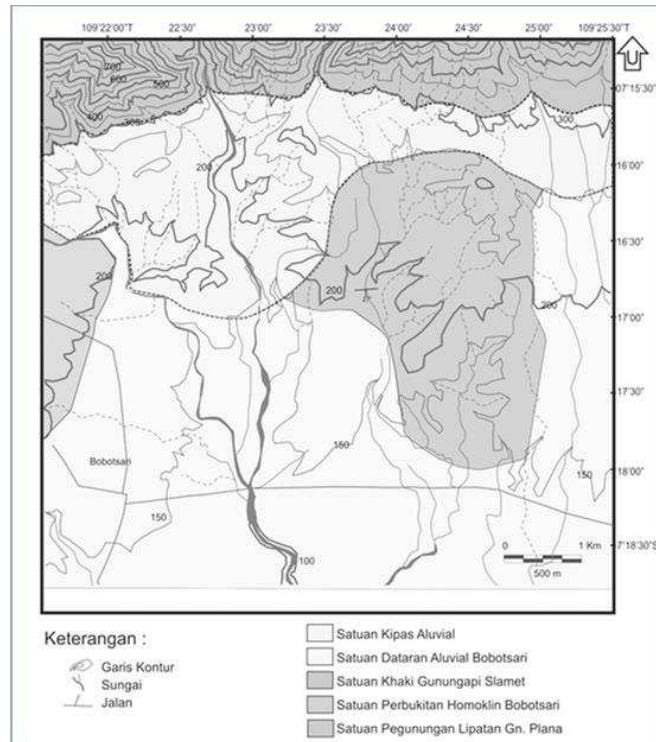 109°22'00" 22'30" 23'00" 23'30" 24'00" 24'30" 25'00" 109°25'30"T
U
700
600
500
400
300
07°15'30"
300
200
16'00"
16'30"
200
200
200
17'00"
17'30"
150
Bobotsari
18'00"
150
150
0 1 Km
500 m
7°18'30"S
100
Keterangan :
Garis Kontur
Sungai
Jalan
Satuan Kipas Aluvial
Satuan Dataran Aluvial Bobotsari
Satuan Khaki Gunungapi Slamet
Satuan Perbukitan Homoklin Bobotsari
Satuan Pegunungan Lipatan Gn. Plana